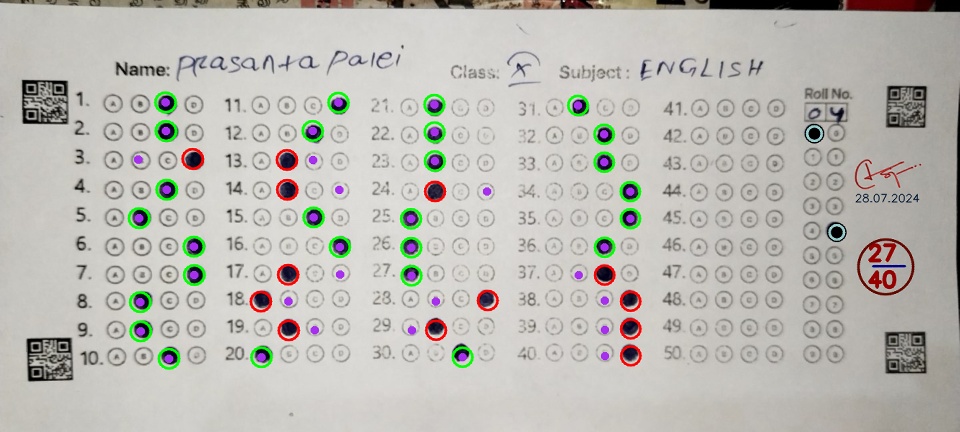 Name: Prasanta Palei Class: X Subject: ENGLISH
Roll No.
0 4
1. A B D 11. A B C 21. A C D 31. A C D 41. A B C D
2. A B D 12. A B D 22. A C D 32. A B D 42. A B C D
3. A C 13. A D 23. A C D 33. A B D 43. A B C D
4. A B D 14. A C 24. A C 34. A B C 44. A B C D
5. A C D 15. A B D 25. B C D 35. A B C 45. A B C D
6. A B C 16. A B C 26. B C D 36. A B D 46. A B C D
7. A B C 17. A C 27. B C D 37. A D 47. A B C D
8. A C D 18. C D 28. A C 38. A B 48. A B C D
9. A C D 19. A D 29. C D 39. A B 49. A B C D
10. A B D 20. B C D 30. A B D 40. A B 50. A B C D
28.07.2024
27
40